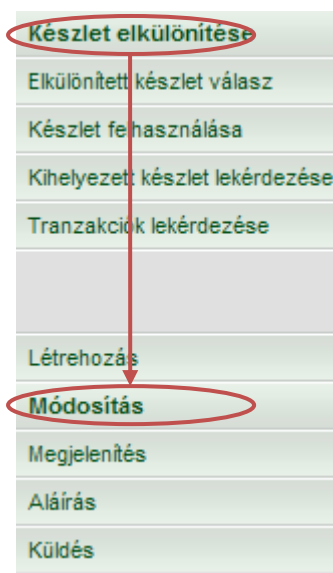 Készlet elkülönítése
Elkülönített készlet válasz
Készlet felhasználása
Kihelyezett készlet lekérdezése
Tranzakciók lekérdezése
Létrehozás
Módosítás
Megjelenítés
Aláírás
Küldés